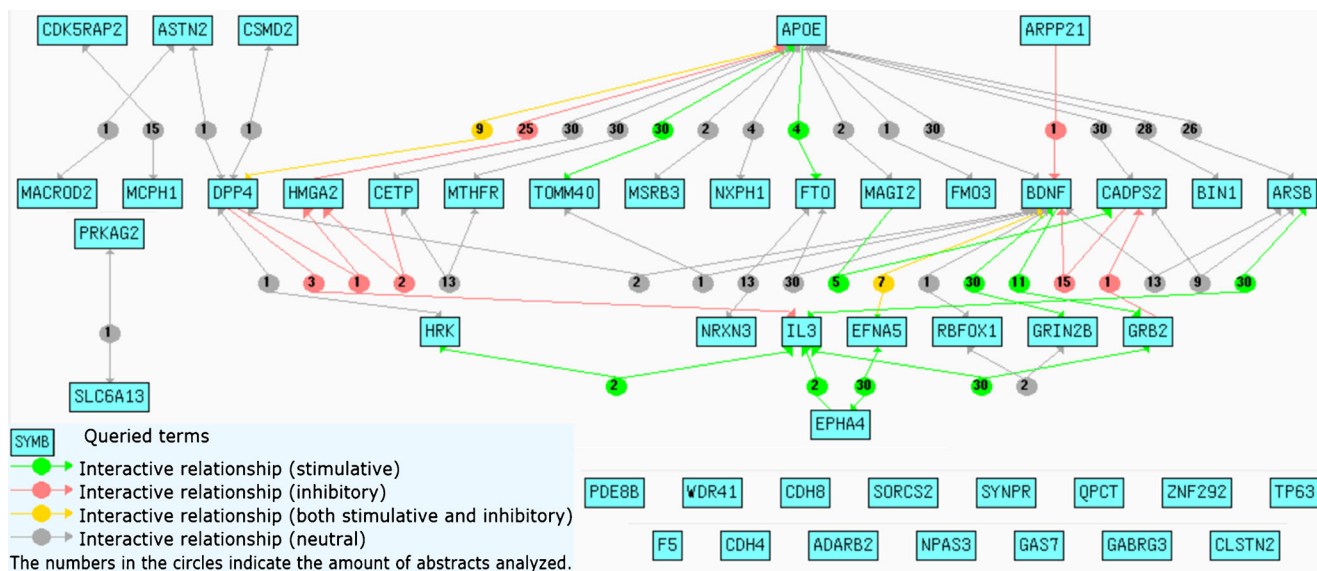 CDK5RAP2 ASTN2 CSMD2 APOE ARPP21
9 25 30 30 30 2 4 4 2 1 30 1 30 28 26
1 15 1 1
MACROD2 MCPH1 DPP4 HMGA2 CETP MTHFR TOMM40 MSRB3 NXPH1 FTO MAGI2 FMO3 BDNF CADPS2 BIN1 ARSB
PRKAG2
1 3 1 2 13 2 1 13 30 5 7 1 30 11 15 1 13 9 30
1
HRK NRXN3 IL3 EFNA5 RBFOX1 GRIN2B GRB2
2 2 30 30 2
SLC6A13
EPHA4
SYMB Queried terms
Interactive relationship (stimulative)
Interactive relationship (inhibitory)
Interactive relationship (both stimulative and inhibitory)
Interactive relationship (neutral)
The numbers in the circles indicate the amount of abstracts analyzed.
PDE8B WDR41 CDH8 SORCS2 SYNPR QPCT ZNF292 TP63
F5 CDH4 ADARB2 NPAS3 GAS7 GABRG3 CLSTN2